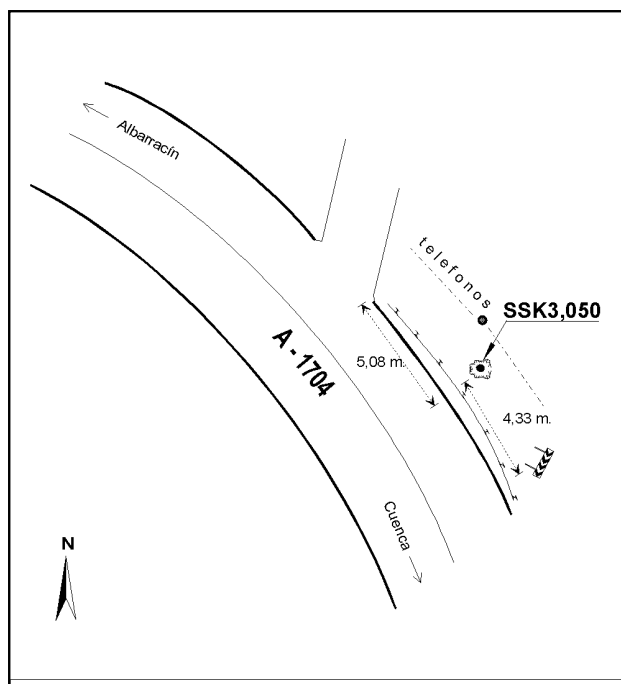 Albarracín
telefonos
SSK3,050
A - 1704
5,08 m.
4,33 m.
Cuenca
N